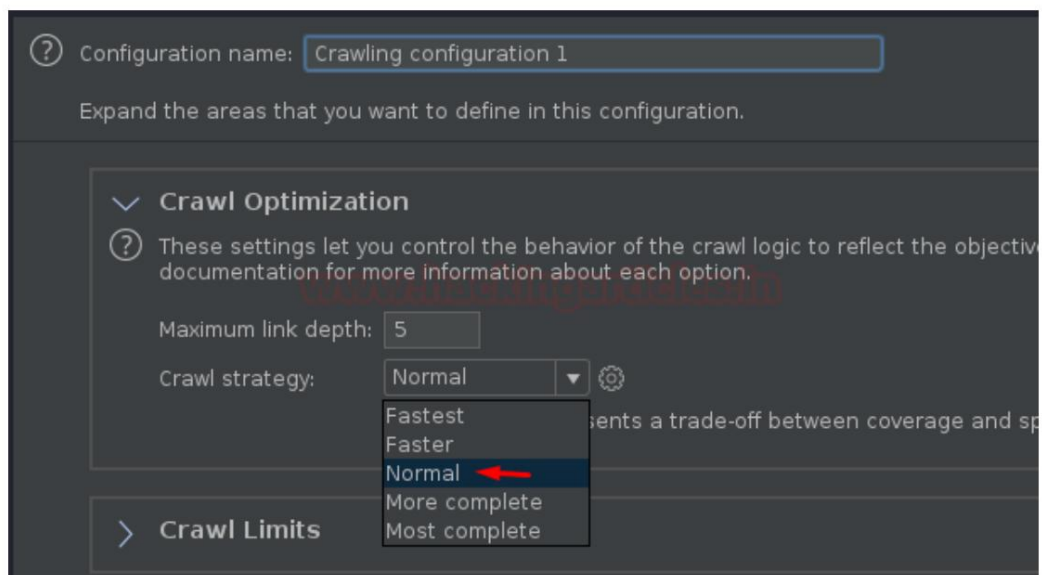 Configuration name: Crawling configuration 1
Expand the areas that you want to define in this configuration.
Crawl Optimization
These settings let you control the behavior of the crawl logic to reflect the objectiv
documentation for more information about each option.
www.hackingarticles.in
Maximum link depth: 5
Crawl strategy: Normal
Fastest
sents a trade-off between coverage and sp
Faster
Normal
More complete
Most complete
Crawl Limits